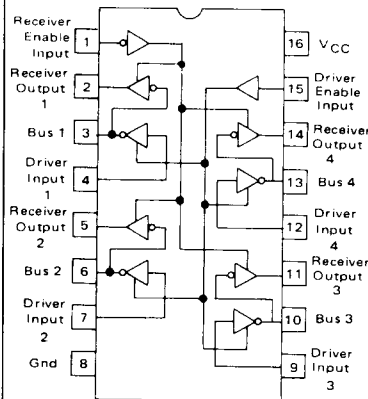 Receiver
Enable
Input
1
Receiver
Output
1
2
Bus 1
3
Driver
Input
1
4
Receiver
Output
2
5
Bus 2
6
Driver
Input
2
7
Gnd
8
16
VCC
15
Driver
Enable
Input
14
Receiver
Output
4
13
Bus 4
12
Driver
Input
4
11
Receiver
Output
3
10
Bus 3
9
Driver
Input
3